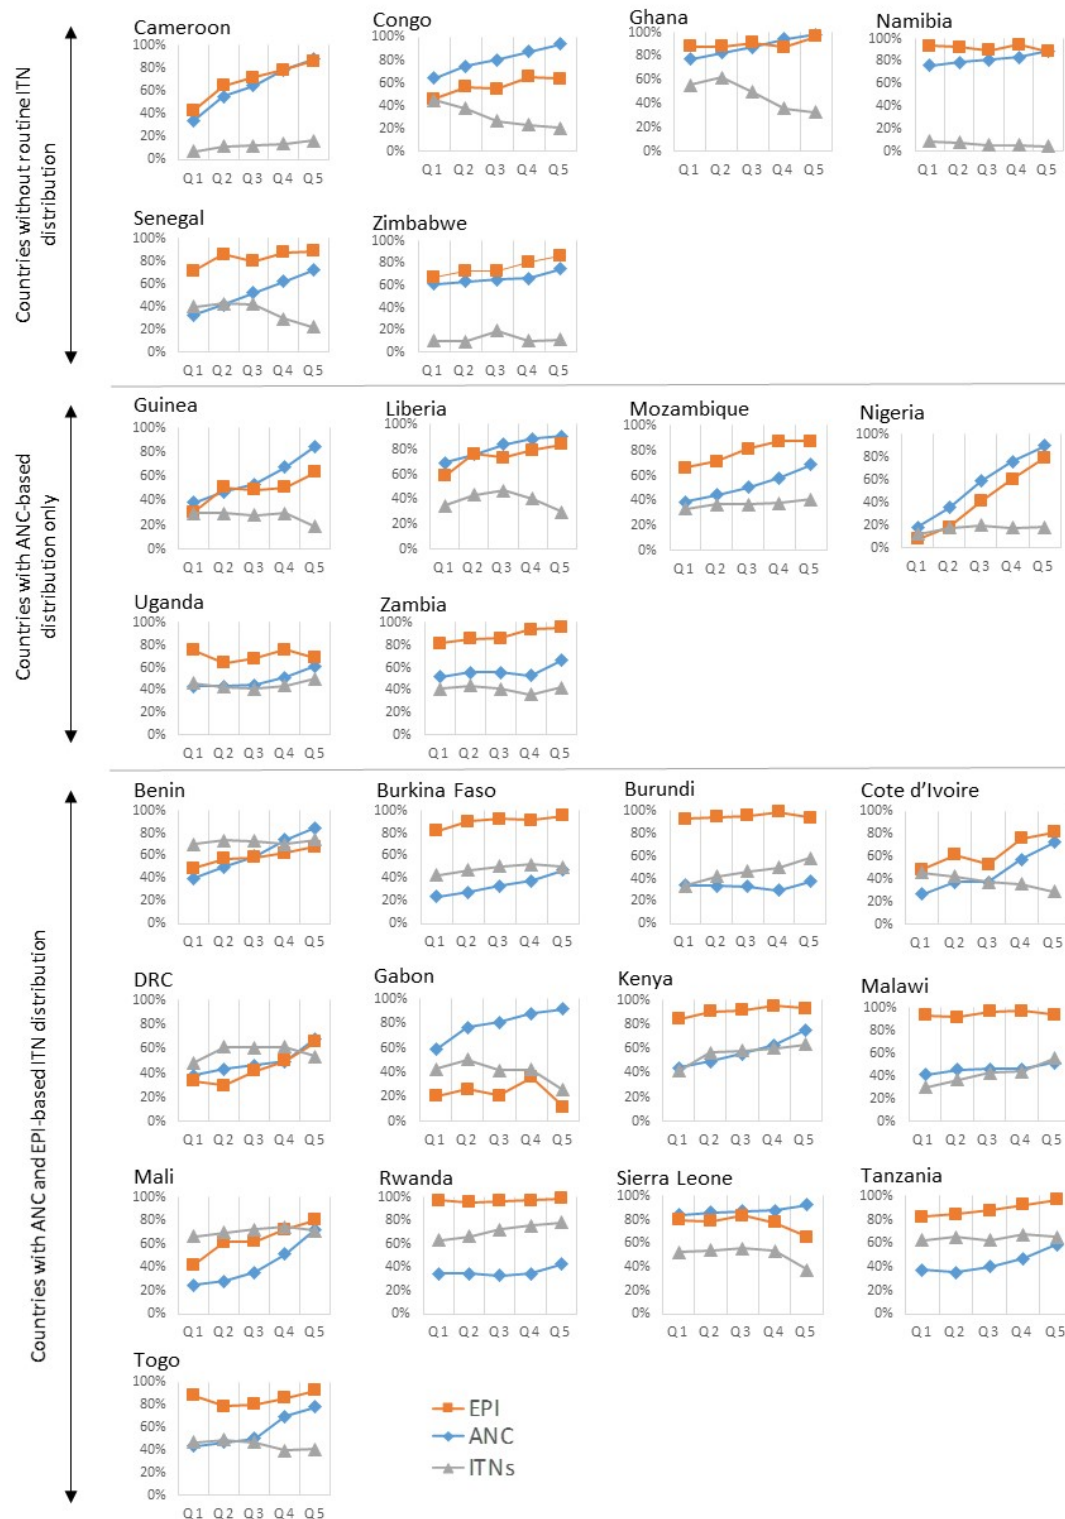 Countries without routine ITN
distribution
Cameroon
100%
80%
60%
40%
20%
0%
Q1 Q2 Q3 Q4 Q5
Congo
100%
80%
60%
40%
20%
0%
Q1 Q2 Q3 Q4 Q5
Ghana
100%
80%
60%
40%
20%
0%
Q1 Q2 Q3 Q4 Q5
Namibia
100%
80%
60%
40%
20%
0%
Q1 Q2 Q3 Q4 Q5
Senegal
100%
80%
60%
40%
20%
0%
Q1 Q2 Q3 Q4 Q5
Zimbabwe
100%
80%
60%
40%
20%
0%
Q1 Q2 Q3 Q4 Q5
Countries with ANC-based
distribution only
Guinea
100%
80%
60%
40%
20%
0%
Q1 Q2 Q3 Q4 Q5
Liberia
100%
80%
60%
40%
20%
0%
Q1 Q2 Q3 Q4 Q5
Mozambique
100%
80%
60%
40%
20%
0%
Q1 Q2 Q3 Q4 Q5
Nigeria
100%
80%
60%
40%
20%
0%
Q1 Q2 Q3 Q4 Q5
Uganda
100%
80%
60%
40%
20%
0%
Q1 Q2 Q3 Q4 Q5
Zambia
100%
80%
60%
40%
20%
0%
Q1 Q2 Q3 Q4 Q5
Countries with ANC and EPI-based ITN distribution
Benin
100%
80%
60%
40%
20%
0%
Q1 Q2 Q3 Q4 Q5
Burkina Faso
100%
80%
60%
40%
20%
0%
Q1 Q2 Q3 Q4 Q5
Burundi
100%
80%
60%
40%
20%
0%
Q1 Q2 Q3 Q4 Q5
Cote d'Ivoire
100%
80%
60%
40%
20%
0%
Q1 Q2 Q3 Q4 Q5
DRC
100%
80%
60%
40%
20%
0%
Q1 Q2 Q3 Q4 Q5
Gabon
100%
80%
60%
40%
20%
0%
Q1 Q2 Q3 Q4 Q5
Kenya
100%
80%
60%
40%
20%
0%
Q1 Q2 Q3 Q4 Q5
Malawi
100%
80%
60%
40%
20%
0%
Q1 Q2 Q3 Q4 Q5
Mali
100%
80%
60%
40%
20%
0%
Q1 Q2 Q3 Q4 Q5
Rwanda
100%
80%
60%
40%
20%
0%
Q1 Q2 Q3 Q4 Q5
Sierra Leone
100%
80%
60%
40%
20%
0%
Q1 Q2 Q3 Q4 Q5
Tanzania
100%
80%
60%
40%
20%
0%
Q1 Q2 Q3 Q4 Q5
Togo
100%
80%
60%
40%
20%
0%
Q1 Q2 Q3 Q4 Q5
EPI
ANC
ITNs